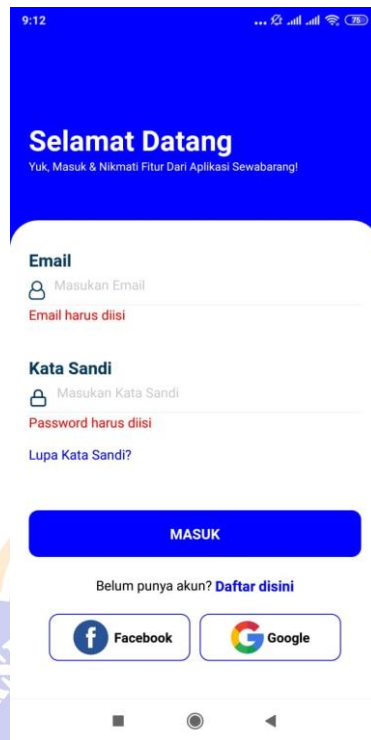 9:12
75
Selamat Datang
Yuk, Masuk & Nikmati Fitur Dari Aplikasi Sewabarang!
Email
Masukan Email
Email harus diisi
Kata Sandi
Masukan Kata Sandi
Password harus diisi
Lupa Kata Sandi?
MASUK
Belum punya akun? Daftar disini
Facebook
Google